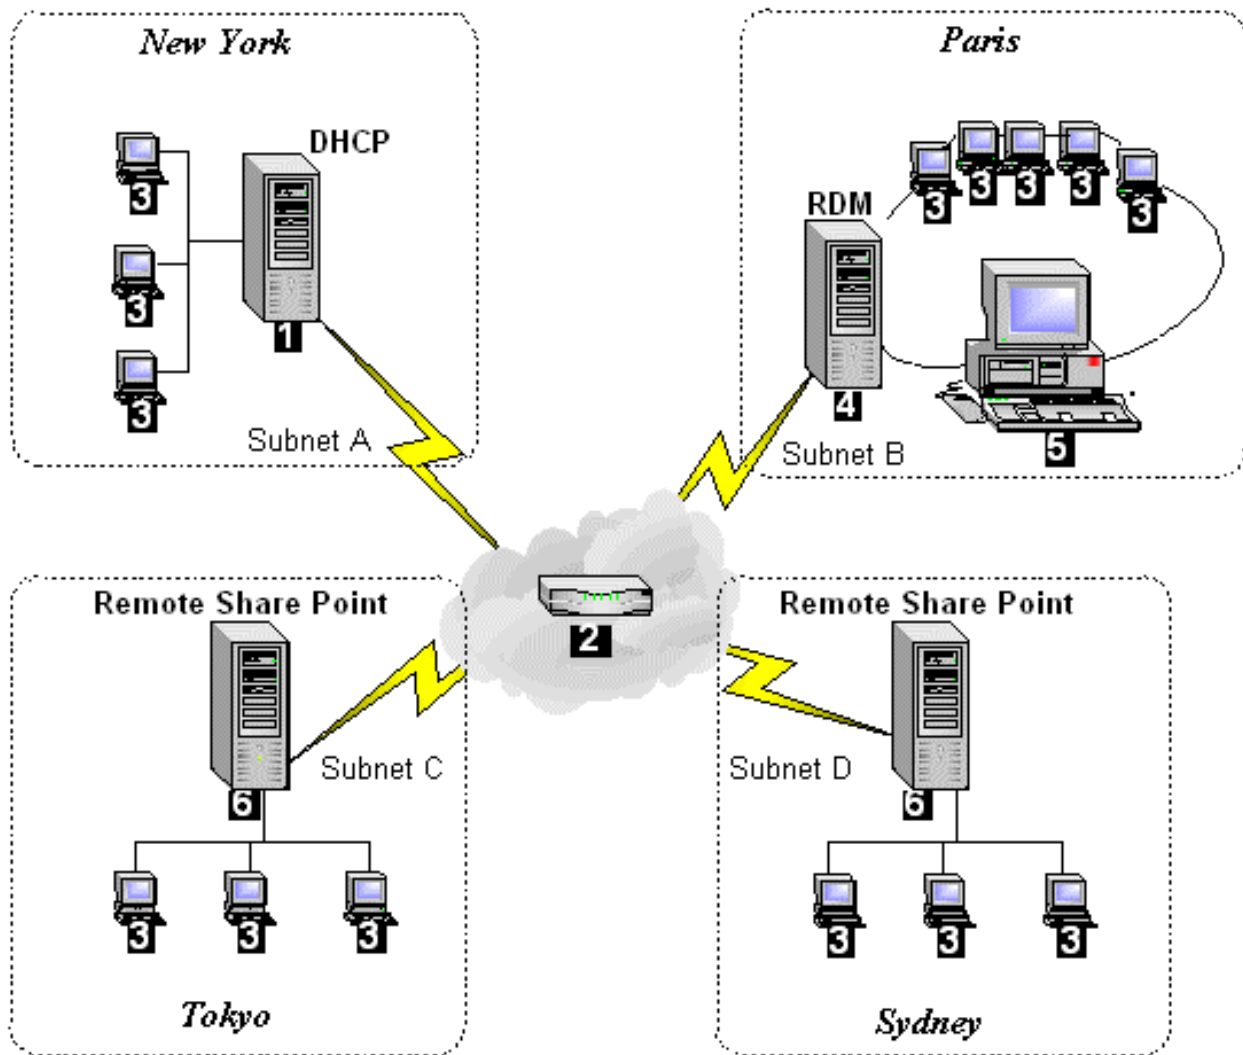 New York
DHCP
3
3
3
1
Subnet A
Paris
RDM
3
3
3
3
3
4
5
Subnet B
2
Remote Share Point
6
Subnet C
3
3
3
Tokyo
Remote Share Point
6
Subnet D
3
3
3
Sydney